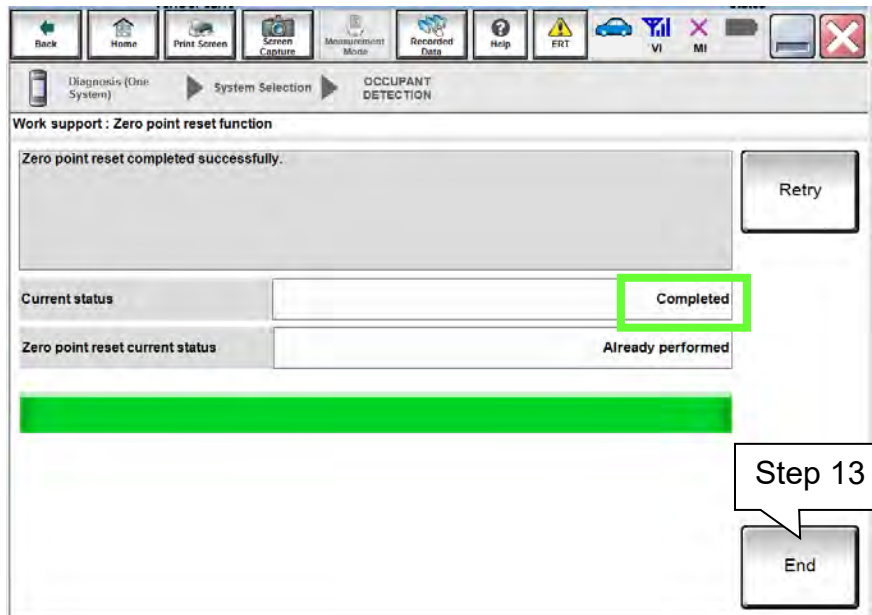 Back
Home
Print Screen
Screen
Capture
Measurement
Mode
Recorded
Data
Help
ERT
VI
MI
Diagnosis (One
System)
System Selection
OCCUPANT
DETECTION
Work support : Zero point reset function
Zero point reset completed successfully.
Retry
Current status
Completed
Zero point reset current status
Already performed
Step 13
End